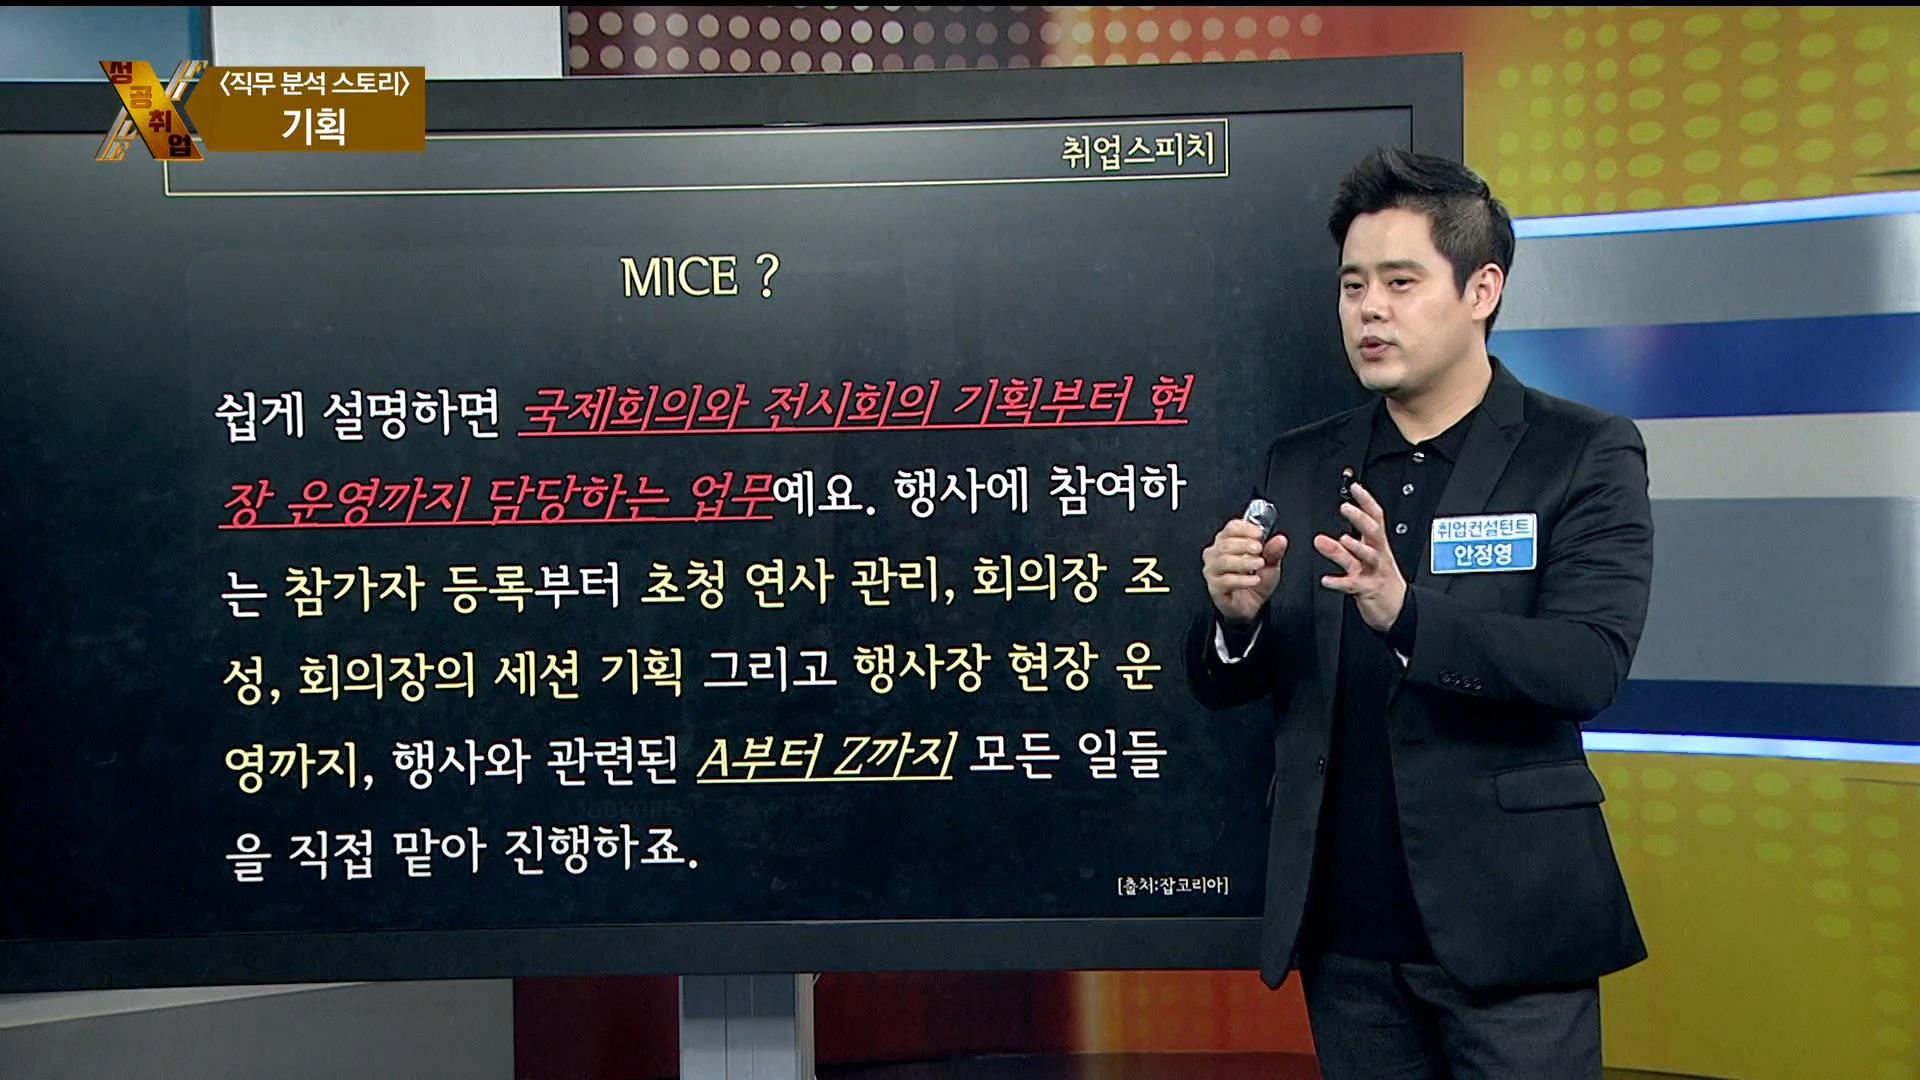 성공취업
<직무 분석 스토리>
기획
취업스피치
MICE ?
쉽게 설명하면 국제회의와 전시회의 기획부터 현
장 운영까지 담당하는 업무예요. 행사에 참여하
는 참가자 등록부터 초청 연사 관리, 회의장 조
성, 회의장의 세션 기획 그리고 행사장 현장 운
영까지, 행사와 관련된 A부터 Z까지 모든 일들
을 직접 맡아 진행하죠.
[출처:잡코리아]
취업컨설턴트
안정영